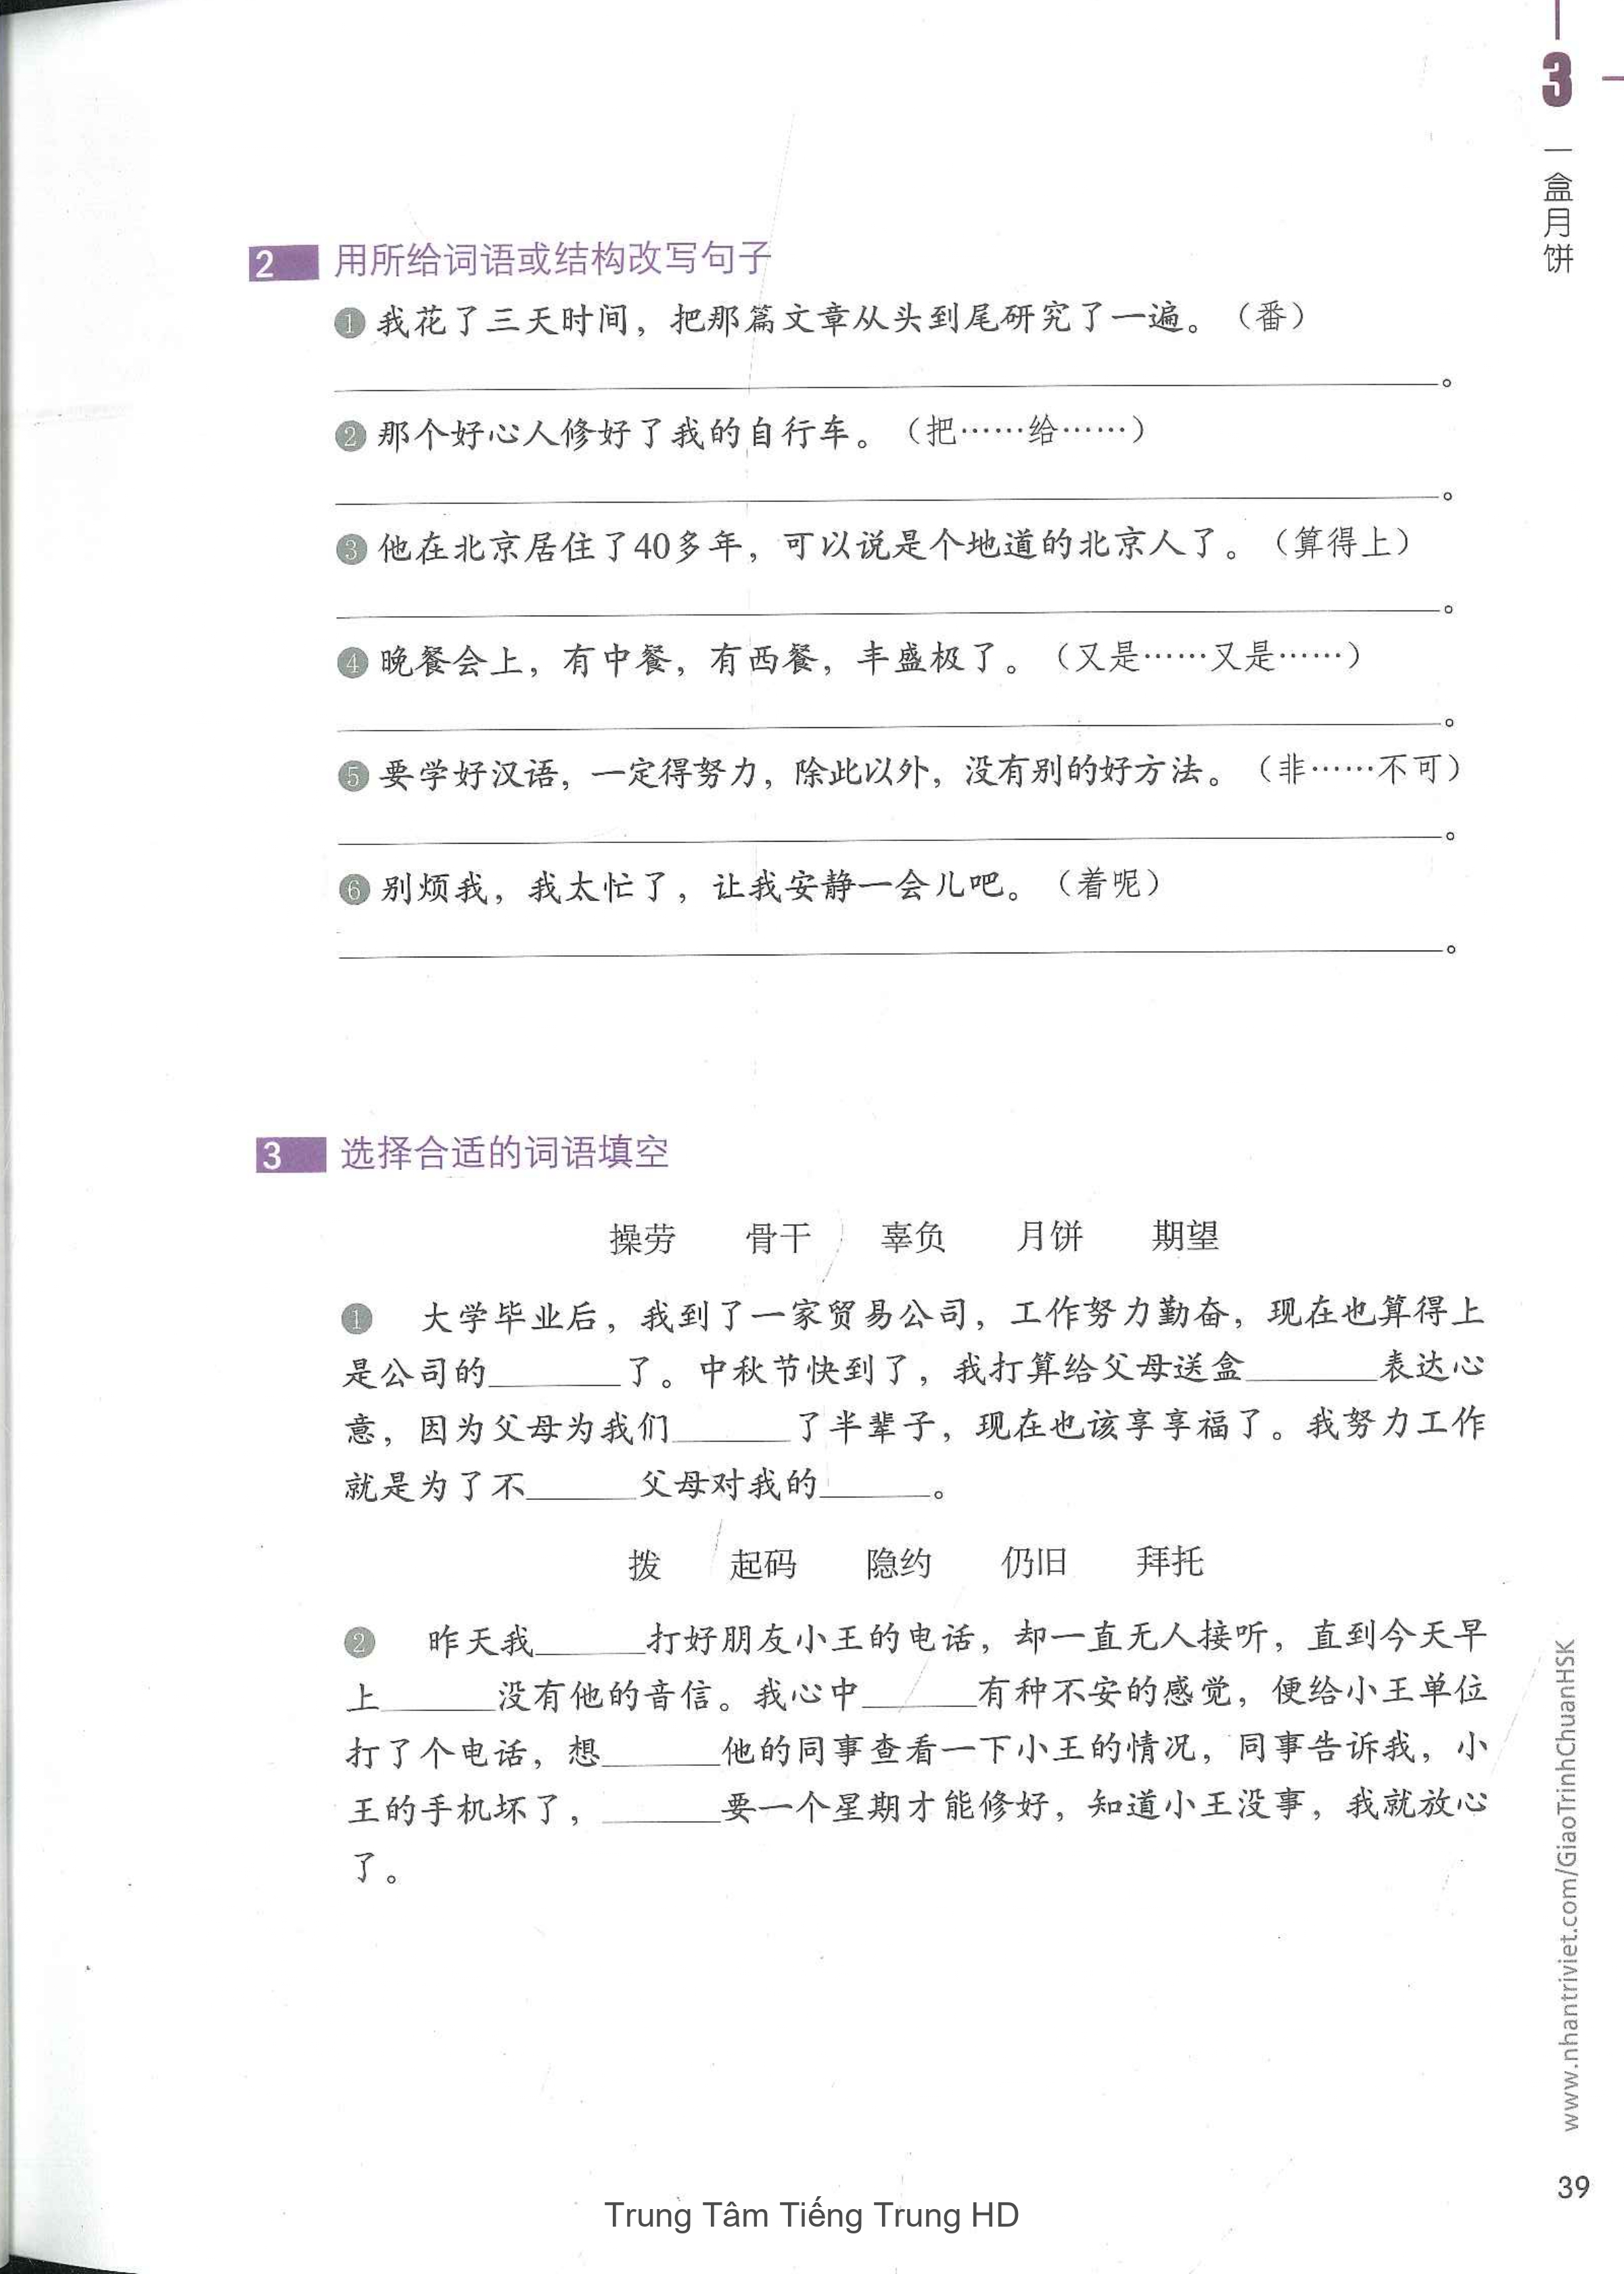 3
一盒月饼
2 用所给词语或结构改写句子
① 我花了三天时间，把那篇文章从头到尾研究了一遍。（番）
。
② 那个好心人修好了我的自行车。（把……给……）
。
③ 他在北京居住了40多年，可以说是个地道的北京人了。（算得上）
。
④ 晚餐会上，有中餐，有西餐，丰盛极了。（又是……又是……）
。
⑤ 要学好汉语，一定得努力，除此以外，没有别的好方法。（非……不可）
。
⑥ 别烦我，我太忙了，让我安静一会儿吧。（着呢）
。
3 选择合适的词语填空
操劳 骨干 辜负 月饼 期望
① 大学毕业后，我到了一家贸易公司，工作努力勤奋，现在也算得上
是公司的______了。中秋节快到了，我打算给父母送盒______表达心
意，因为父母为我们______了半辈子，现在也该享享福了。我努力工作
就是为了不______父母对我的______。
拨 起码 隐约 仍旧 拜托
② 昨天我______打好朋友小王的电话，却一直无人接听，直到今天早
上______没有他的音信。我心中______有种不安的感觉，便给小王单位
打了个电话，想______他的同事查看一下小王的情况，同事告诉我，小
王的手机坏了，______要一个星期才能修好，知道小王没事，我就放心
了。
www.nhantriviet.com/GiaoTrinhChuanHSK
39
Trung Tâm Tiếng Trung HD